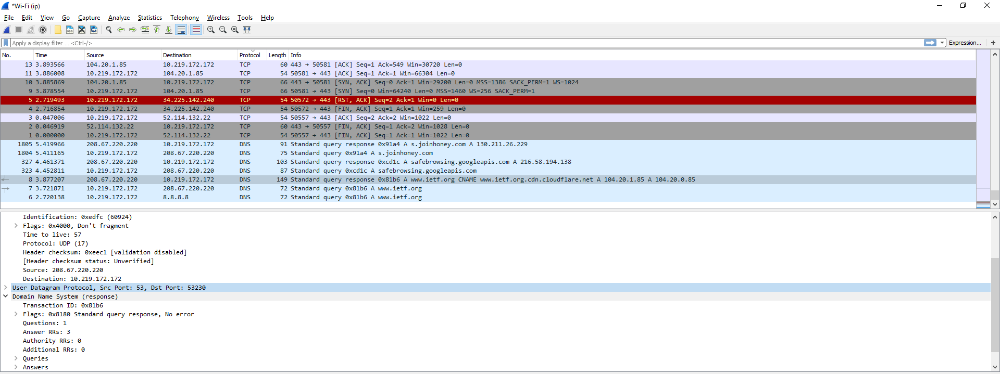 *Wi-Fi (ip)
File Edit View Go Capture Analyze Statistics Telephony Wireless Tools Help
Apply a display filter ... <Ctrl-/> Expression... +
No. Time Source Destination Protocol Length Info
13 3.893566 104.20.1.85 10.219.172.172 TCP 60 443 → 50581 [ACK] Seq=1 Ack=549 Win=30720 Len=0
11 3.886008 10.219.172.172 104.20.1.85 TCP 54 50581 → 443 [ACK] Seq=1 Ack=1 Win=66304 Len=0
10 3.885869 104.20.1.85 10.219.172.172 TCP 66 443 → 50581 [SYN, ACK] Seq=0 Ack=1 Win=29200 Len=0 MSS=1386 SACK_PERM=1 WS=1024
9 3.878554 10.219.172.172 104.20.1.85 TCP 66 50581 → 443 [SYN] Seq=0 Win=64240 Len=0 MSS=1460 WS=256 SACK_PERM=1
5 2.719493 10.219.172.172 34.225.142.240 TCP 54 50572 → 443 [RST, ACK] Seq=2 Ack=1 Win=0 Len=0
4 2.716854 10.219.172.172 34.225.142.240 TCP 54 50572 → 443 [FIN, ACK] Seq=1 Ack=1 Win=259 Len=0
3 0.047006 10.219.172.172 52.114.132.22 TCP 54 50557 → 443 [ACK] Seq=2 Ack=2 Win=1022 Len=0
2 0.046919 52.114.132.22 10.219.172.172 TCP 60 443 → 50557 [FIN, ACK] Seq=1 Ack=2 Win=1028 Len=0
1 0.000000 10.219.172.172 52.114.132.22 TCP 54 50557 → 443 [FIN, ACK] Seq=1 Ack=1 Win=1022 Len=0
1805 5.419966 208.67.220.220 10.219.172.172 DNS 91 Standard query response 0x91a4 A s.joinhoney.com A 130.211.26.229
1804 5.411165 10.219.172.172 208.67.220.220 DNS 75 Standard query 0x91a4 A s.joinhoney.com
327 4.461371 208.67.220.220 10.219.172.172 DNS 103 Standard query response 0xcd1c A safebrowsing.googleapis.com A 216.58.194.138
323 4.452811 10.219.172.172 208.67.220.220 DNS 87 Standard query 0xcd1c A safebrowsing.googleapis.com
8 3.877207 208.67.220.220 10.219.172.172 DNS 149 Standard query response 0x81b6 A www.ietf.org CNAME www.ietf.org.cdn.cloudflare.net A 104.20.1.85 A 104.20.0.85
7 3.721871 10.219.172.172 208.67.220.220 DNS 72 Standard query 0x81b6 A www.ietf.org
6 2.720138 10.219.172.172 8.8.8.8 DNS 72 Standard query 0x81b6 A www.ietf.org
Identification: 0xedfc (60924)
Flags: 0x4000, Don't fragment
Time to live: 57
Protocol: UDP (17)
Header checksum: 0xeec1 [validation disabled]
[Header checksum status: Unverified]
Source: 208.67.220.220
Destination: 10.219.172.172
User Datagram Protocol, Src Port: 53, Dst Port: 53230
Domain Name System (response)
Transaction ID: 0x81b6
Flags: 0x8180 Standard query response, No error
Questions: 1
Answer RRs: 3
Authority RRs: 0
Additional RRs: 0
Queries
Answers